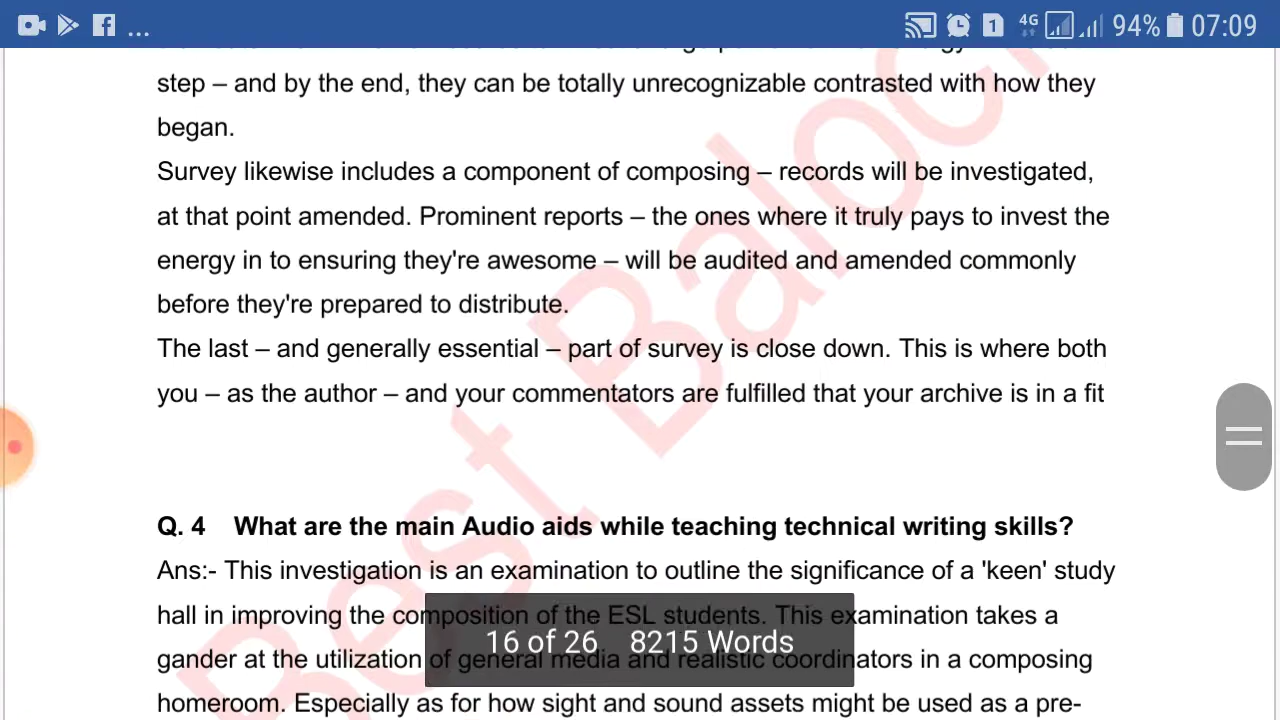 ... 1 4G 94% 07:09
step – and by the end, they can be totally unrecognizable contrasted with how they
began.
Survey likewise includes a component of composing – records will be investigated,
at that point amended. Prominent reports – the ones where it truly pays to invest the
energy in to ensuring they're awesome – will be audited and amended commonly
before they're prepared to distribute.
The last – and generally essential – part of survey is close down. This is where both
you – as the author – and your commentators are fulfilled that your archive is in a fit
Q. 4 What are the main Audio aids while teaching technical writing skills?
Ans:- This investigation is an examination to outline the significance of a 'keen' study
hall in improving the composition of the ESL students. This examination takes a
gander at the utilization of general media and realistic coordinators in a composing
homeroom. Especially as for how sight and sound assets might be used as a pre-
16 of 26 8215 Words
Best Baloc